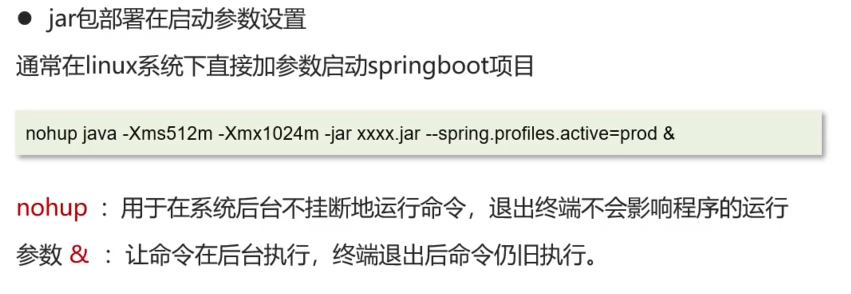 ● jar包部署在启动参数设置
通常在linux系统下直接加参数启动springboot项目
nohup java -Xms512m -Xmx1024m -jar xxxx.jar --spring.profiles.active=prod &
nohup ：用于在系统后台不挂断地运行命令，退出终端不会影响程序的运行
参数 & ：让命令在后台执行，终端退出后命令仍旧执行。